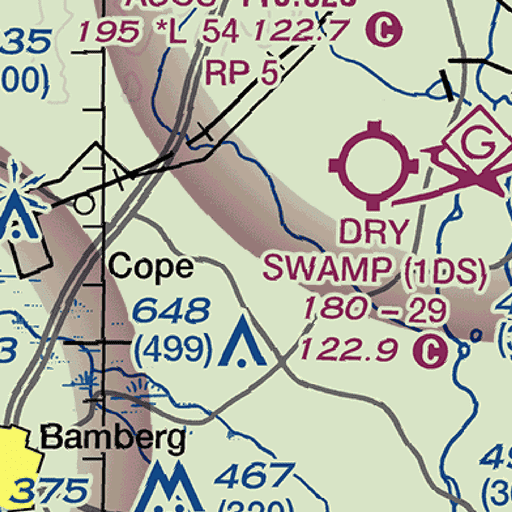 195 *L 54 122.7 C
RP 5
35
00)
G
DRY
SWAMP (1DS)
180 – 29
122.9 C
Cope
648
(499)
3
Bamberg
375
467